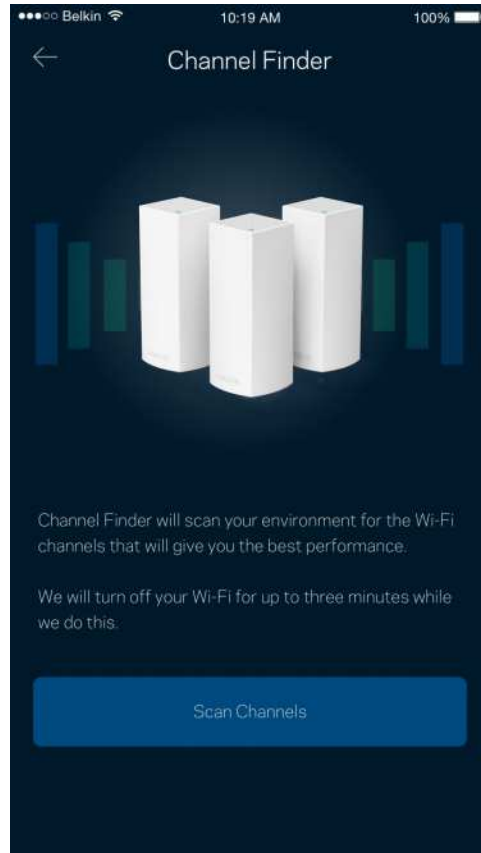 Belkin 10:19 AM 100%
Channel Finder
Channel Finder will scan your environment for the Wi-Fi
channels that will give you the best performance.
We will turn off your Wi-Fi for up to three minutes while
we do this.
Scan Channels